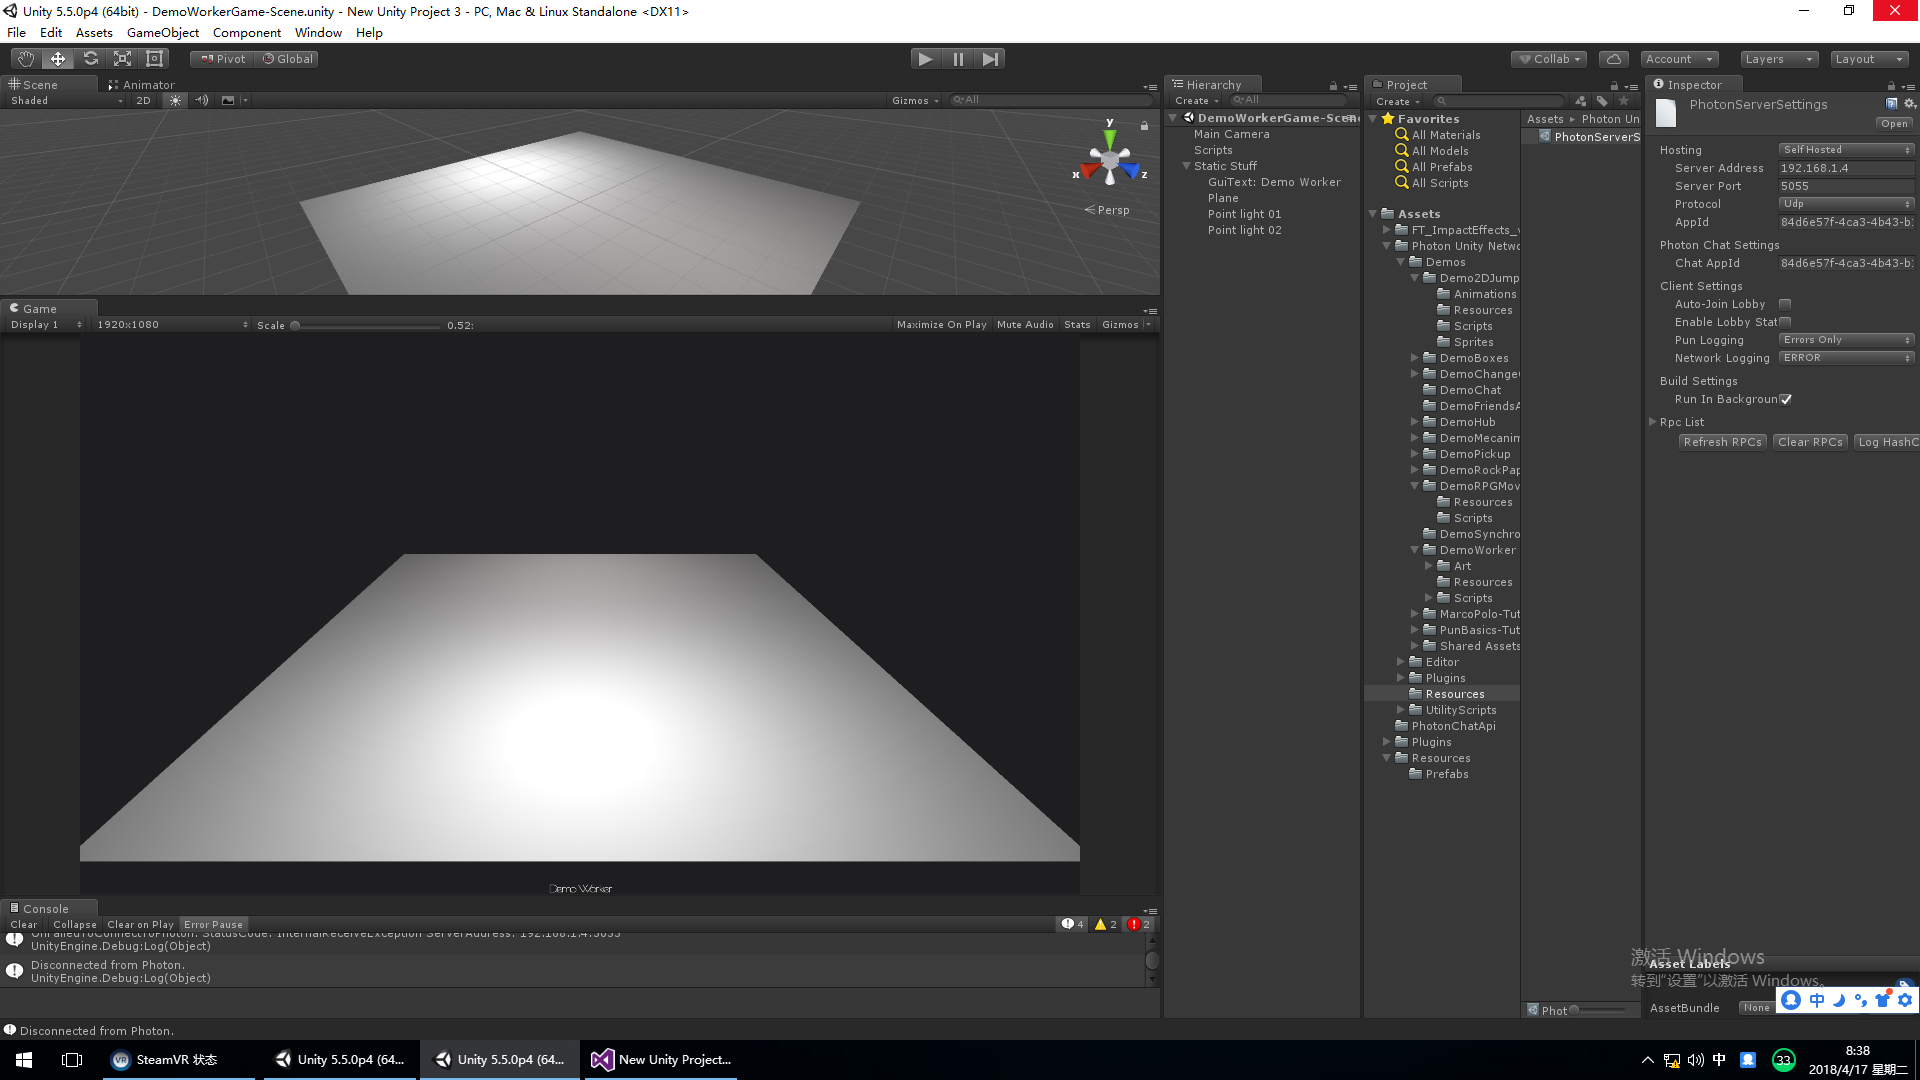 Unity 5.5.0p4 (64bit) - DemoWorkerGame-Scene.unity - New Unity Project 3 - PC, Mac & Linux Standalone <DX11>
File Edit Assets GameObject Component Window Help
Pivot Global
Collab Account Layers Layout
Scene Animator
Shaded 2D Gizmos All
y
x z
Persp
Game
Display 1 1920x1080 Scale 0.52: Maximize On Play Mute Audio Stats Gizmos
Demo Worker
Console
Clear Collapse Clear on Play Error Pause 4 2 2
OnFailedToConnectToPhoton. StatusCode: InternalReceiveException ServerAddress: 192.168.1.4:5055
UnityEngine.Debug:Log(Object)
Disconnected from Photon.
UnityEngine.Debug:Log(Object)
Disconnected from Photon.
Hierarchy
Create All
DemoWorkerGame-Scene
Main Camera
Scripts
Static Stuff
GuiText: Demo Worker
Plane
Point light 01
Point light 02
Project
Create
Favorites
All Materials
All Models
All Prefabs
All Scripts
Assets
FT_ImpactEffects_v
Photon Unity Netwo
Demos
Demo2DJump
Animations
Resources
Scripts
Sprites
DemoBoxes
DemoChange
DemoChat
DemoFriendsA
DemoHub
DemoMecanim
DemoPickup
DemoRockPap
DemoRPGMov
Resources
Scripts
DemoSynchro
DemoWorker
Art
Resources
Scripts
MarcoPolo-Tut
PunBasics-Tut
Shared Assets
Editor
Plugins
Resources
UtilityScripts
PhotonChatApi
Plugins
Resources
Prefabs
Assets Photon Un
PhotonServerS
Phot
Inspector
PhotonServerSettings
Open
Hosting Self Hosted
Server Address 192.168.1.4
Server Port 5055
Protocol Udp
AppId 84d6e57f-4ca3-4b43-b
Photon Chat Settings
Chat AppId 84d6e57f-4ca3-4b43-b
Client Settings
Auto-Join Lobby
Enable Lobby Stat
Pun Logging Errors Only
Network Logging ERROR
Build Settings
Run In Backgroun
Rpc List
Refresh RPCs Clear RPCs Log HashC
激活 Windows
Asset Labels
转到"设置"以激活 Windows。
AssetBundle None
中
SteamVR 状态 Unity 5.5.0p4 (64... Unity 5.5.0p4 (64... New Unity Project...
中 33
8:38
2018/4/17 星期二